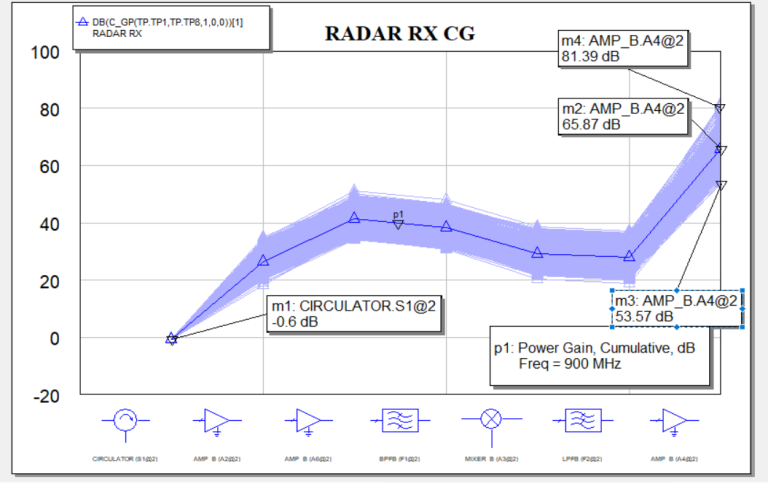 DB(C_GP(TP.TP1,TP.TP8,1,0,0))[1]
RADAR RX
RADAR RX CG
m4: AMP_B.A4@2
81.39 dB
m2: AMP_B.A4@2
65.87 dB
100
80
60
40
20
0
-20
p1
m1: CIRCULATOR.S1@2
-0.6 dB
m3: AMP_B.A4@2
53.57 dB
p1: Power Gain, Cumulative, dB
Freq = 900 MHz
CIRCULATOR (S1@2)
AMP_B (A2@2)
AMP_B (A6@2)
BPFB (F1@2)
MIXER_B (A3@2)
LPFB (F2@2)
AMP_B (A4@2)